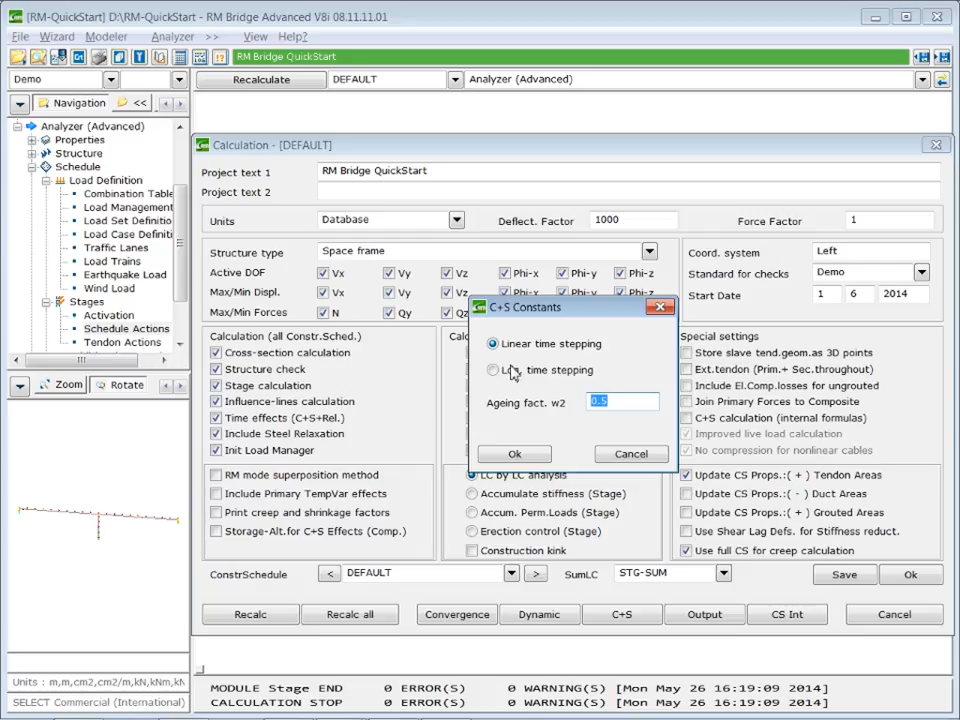 [RM-QuickStart] D:\RM-QuickStart - RM Bridge Advanced V8i 08.11.11.01
File Wizard Modeler Analyzer >> View Help?
RM Bridge QuickStart
Demo Recalculate DEFAULT Analyzer (Advanced)
Navigation <<
Analyzer (Advanced)
Properties
Structure
Schedule
Load Definition
Combination Table
Load Management
Load Set Definitio
Load Case Definiti
Traffic Lanes
Load Trains
Earthquake Load
Wind Load
Stages
Activation
Schedule Actions
Tendon Actions
Zoom Rotate
Units : m,m,cm2,cm2/m,kN,kNm,kN
SELECT Commercial (International)
Calculation - [DEFAULT]
Project text 1 RM Bridge QuickStart
Project text 2
Units Database Deflect. Factor 1000 Force Factor 1
Structure type Space frame
Active DOF Vx Vy Vz Phi-x Phi-y Phi-z
Max/Min Displ. Vx Vy Vz Phi-x Phi-y Phi-z
Max/Min Forces N Qy Qz
Coord. system Left
Standard for checks Demo
Start Date 1 6 2014
Calculation (all Constr.Sched.)
Cross-section calculation
Structure check
Stage calculation
Influence-lines calculation
Time effects (C+S+Rel.)
Include Steel Relaxation
Init Load Manager
RM mode superposition method
Include Primary TempVar effects
Print creep and shrinkage factors
Storage-Alt.for C+S Effects (Comp.)
C+S Constants
Linear time stepping
time stepping
Ageing fact. w2 0.5
Ok Cancel
LC by LC analysis
Accumulate stiffness (Stage)
Accum. Perm.Loads (Stage)
Erection control (Stage)
Construction kink
Special settings
Store slave tend.geom.as 3D points
Ext.tendon (Prim.+ Sec.throughout)
Include El.Comp.losses for ungrouted
Join Primary Forces to Composite
C+S calculation (internal formulas)
Improved live load calculation
No compression for nonlinear cables
Update CS Props.:( + ) Tendon Areas
Update CS Props.:( - ) Duct Areas
Update CS Props.:( + ) Grouted Areas
Use Shear Lag Defs. for Stiffness reduct.
Use full CS for creep calculation
ConstrSchedule < DEFAULT > SumLC STG-SUM Save Ok
Recalc Recalc all Convergence Dynamic C+S Output CS Int Cancel
MODULE Stage END 0 ERROR(S) 0 WARNING(S) [Mon May 26 16:19:09 2014]
CALCULATION STOP 0 ERROR(S) 0 WARNING(S) [Mon May 26 16:19:09 2014]